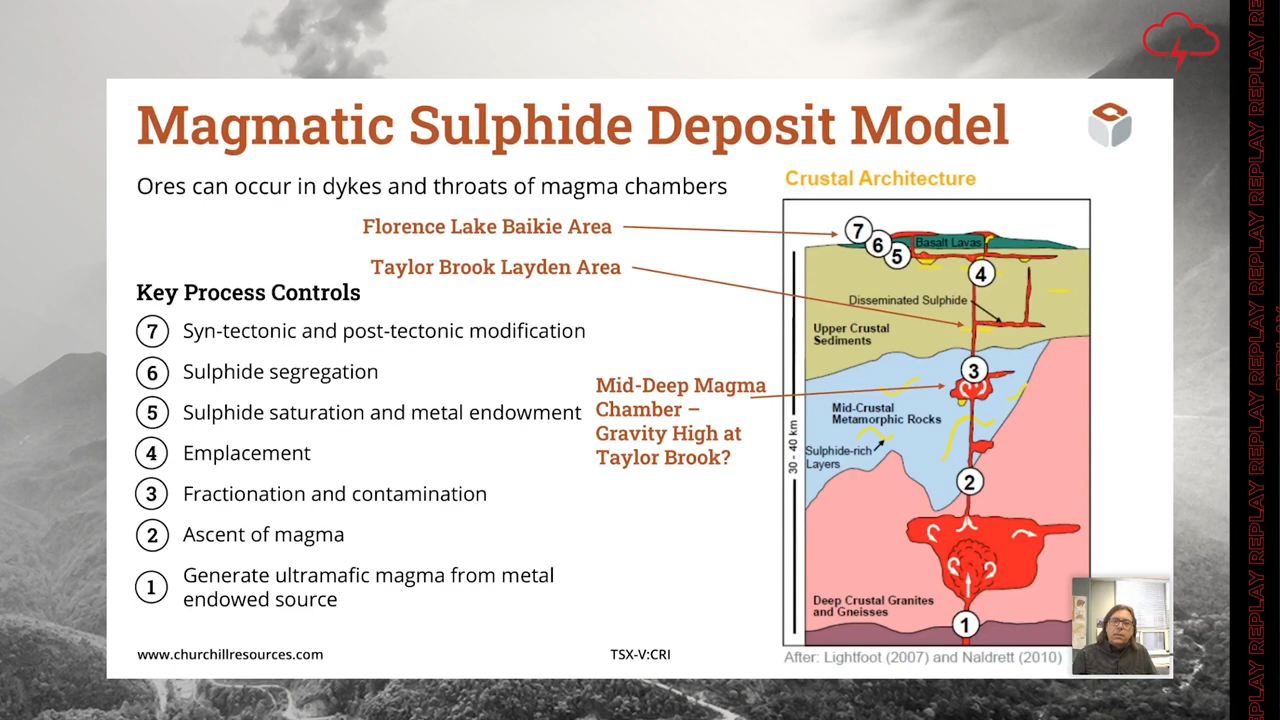 Magmatic Sulphide Deposit Model
Ores can occur in dykes and throats of magma chambers
Crustal Architecture
Florence Lake Baikie Area
Taylor Brook Layden Area
Key Process Controls
7 Syn-tectonic and post-tectonic modification
6 Sulphide segregation
5 Sulphide saturation and metal endowment
4 Emplacement
3 Fractionation and contamination
2 Ascent of magma
1 Generate ultramafic magma from metal
endowed source
Mid-Deep Magma
Chamber –
Gravity High at
Taylor Brook?
7
6
5
Basalt Lavas
4
Disseminated Sulphide
Upper Crustal
Sediments
3
Mid-Crustal
Metamorphic Rocks
30 - 40 km
Sulphide-rich
Layers
2
Deep Crustal Granites
and Gneisses
1
After: Lightfoot (2007) and Naldrett (2010)
www.churchillresources.com
TSX-V:CRI
REPLAY REPLAY REPLAY REPLAY REPLAY REPLAY REPLAY REPLAY